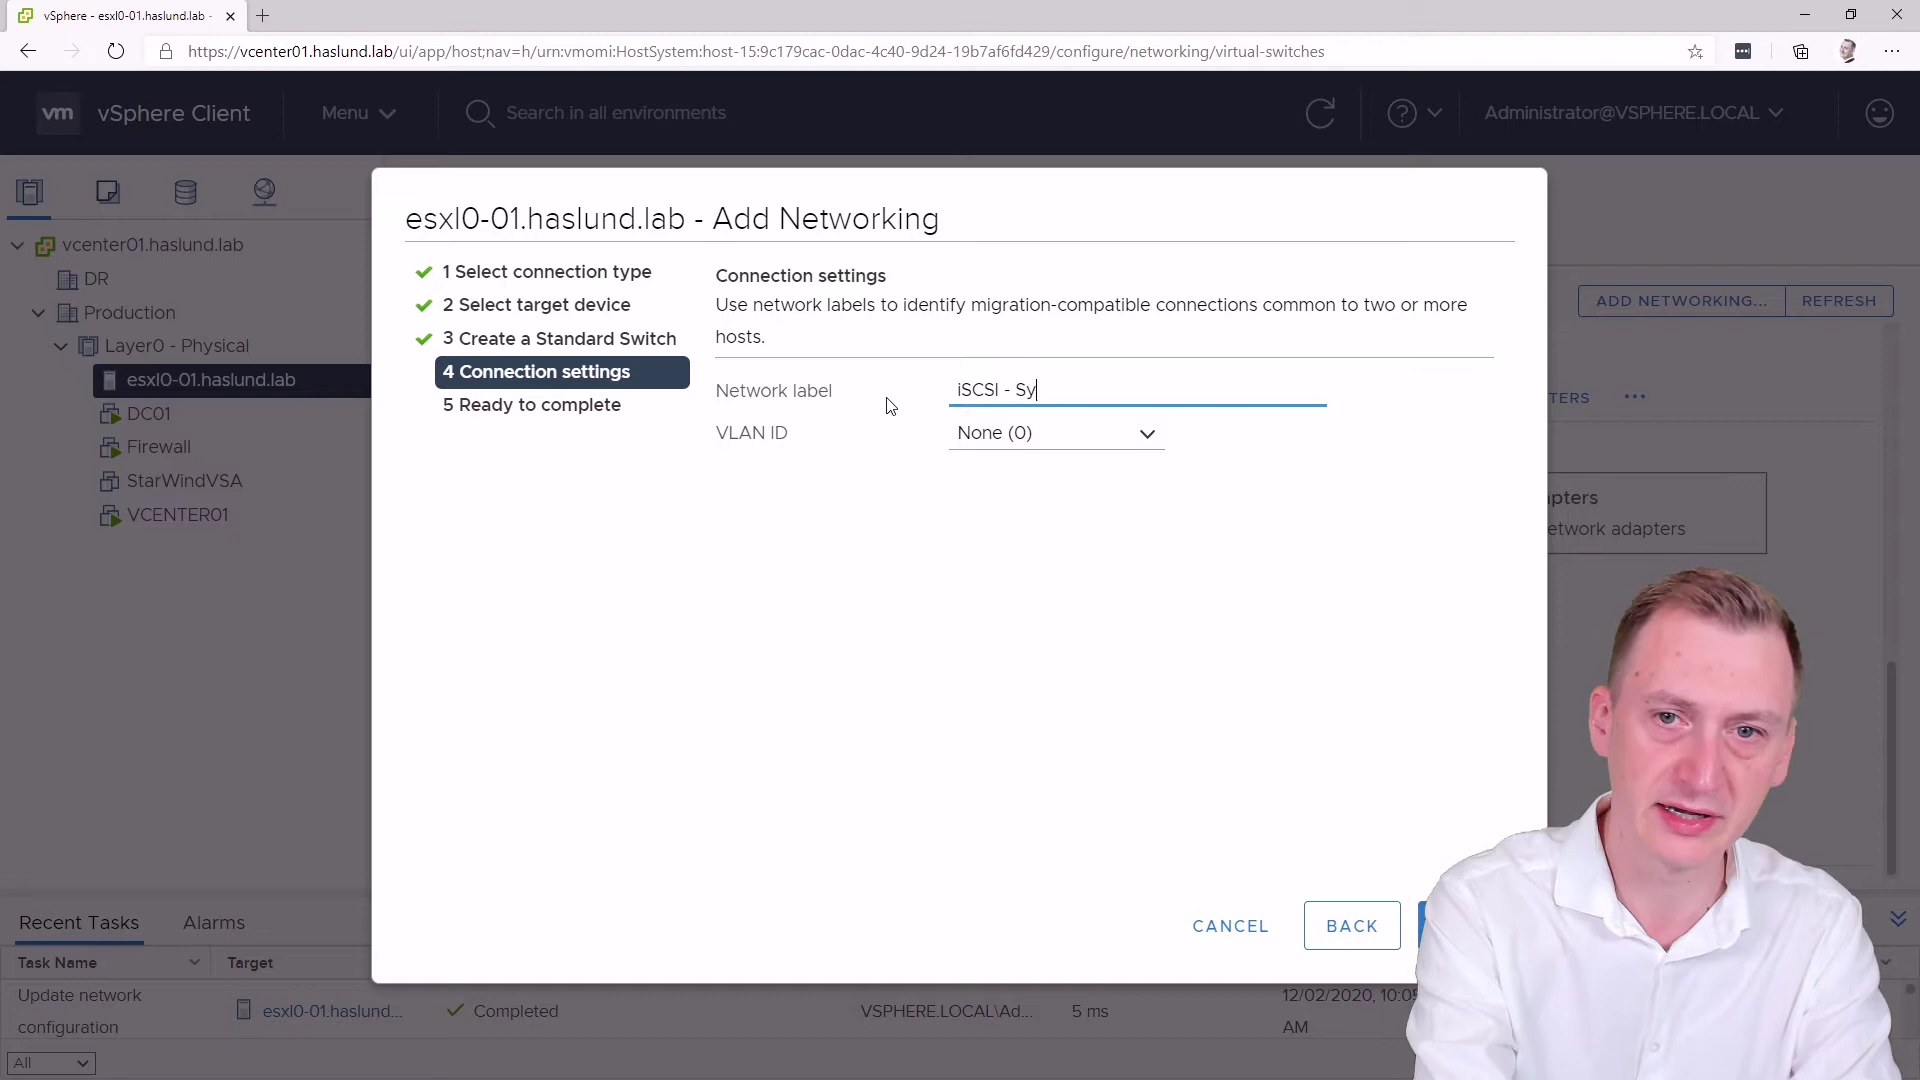 vSphere - esxl0-01.haslund.lab -
https://vcenter01.haslund.lab/ui/app/host;nav=h/urn:vmomi:HostSystem:host-15:9c179cac-0dac-4c40-9d24-19b7af6fd429/configure/networking/virtual-switches
vm vSphere Client Menu Search in all environments Administrator@VSPHERE.LOCAL
vcenter01.haslund.lab
DR
Production
Layer0 - Physical
esxl0-01.haslund.lab
DC01
Firewall
StarWindVSA
VCENTER01
esxl0-01.haslund.lab - Add Networking
1 Select connection type
2 Select target device
3 Create a Standard Switch
4 Connection settings
5 Ready to complete
Connection settings
Use network labels to identify migration-compatible connections common to two or more
hosts.
Network label iSCSI - Sy
VLAN ID None (0)
CANCEL BACK
ADD NETWORKING... REFRESH
TERS ...
pters
etwork adapters
Recent Tasks Alarms
Task Name Target
Update network
configuration
esxl0-01.haslund... Completed VSPHERE.LOCAL\Ad... 5 ms
12/02/2020, 10:05
AM
All